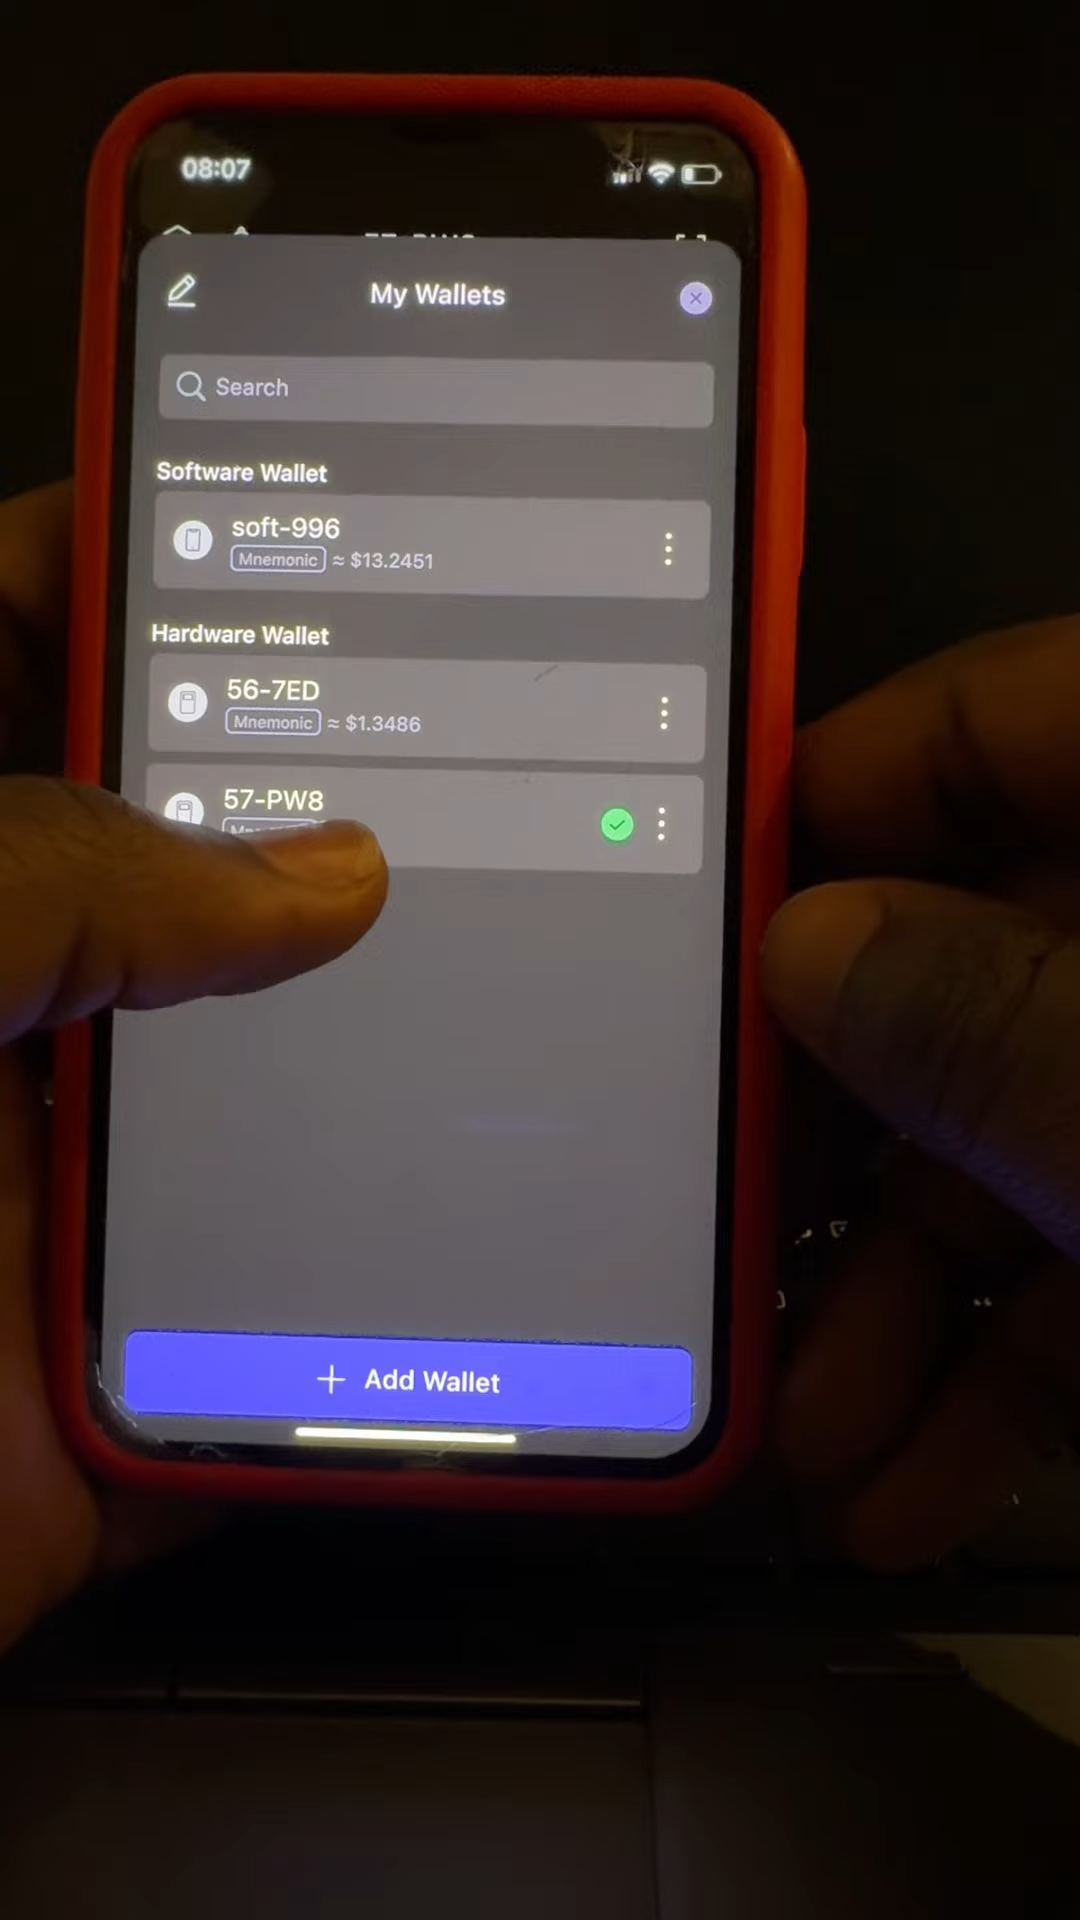 08:07
My Wallets
Search
Software Wallet
soft-996
Mnemonic ≈ $13.2451
Hardware Wallet
56-7ED
Mnemonic ≈ $1.3486
57-PW8
+ Add Wallet